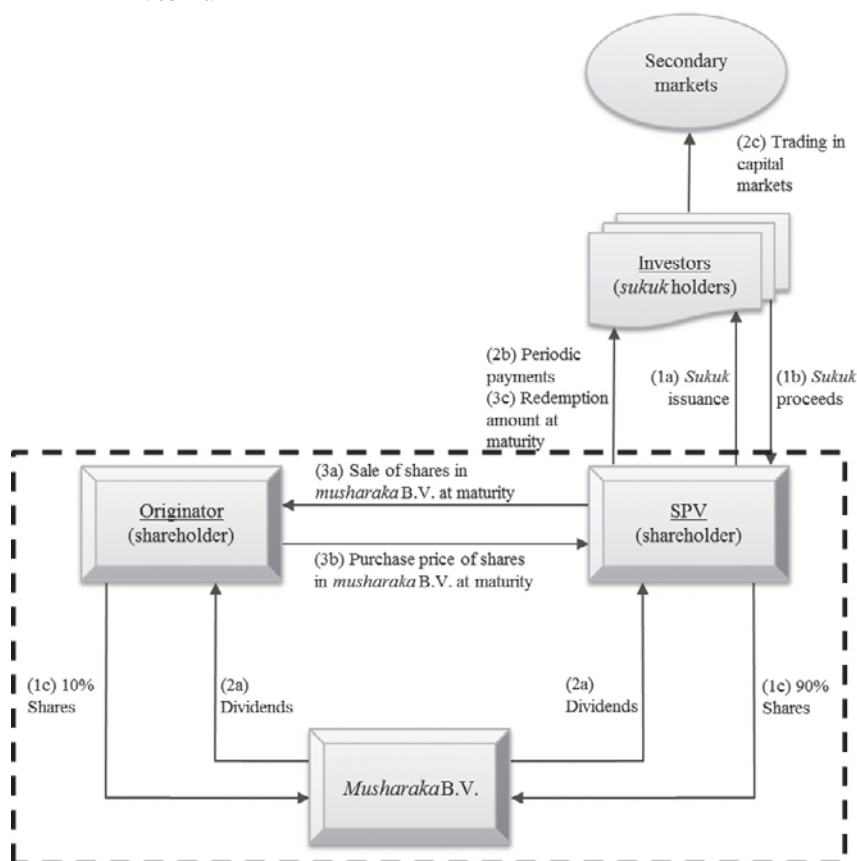 Secondary
markets
(2c) Trading in
capital
markets
Investors
(sukuk holders)
(2b) Periodic
payments
(3c) Redemption
amount at
maturity
(1a) Sukuk
issuance
(1b) Sukuk
proceeds
(3a) Sale of shares in
musharaka B.V. at maturity
Originator
(shareholder)
SPV
(shareholder)
(3b) Purchase price of shares
in musharaka B.V. at maturity
(1c) 10%
Shares
(2a)
Dividends
(2a)
Dividends
(1c) 90%
Shares
Musharaka B.V.